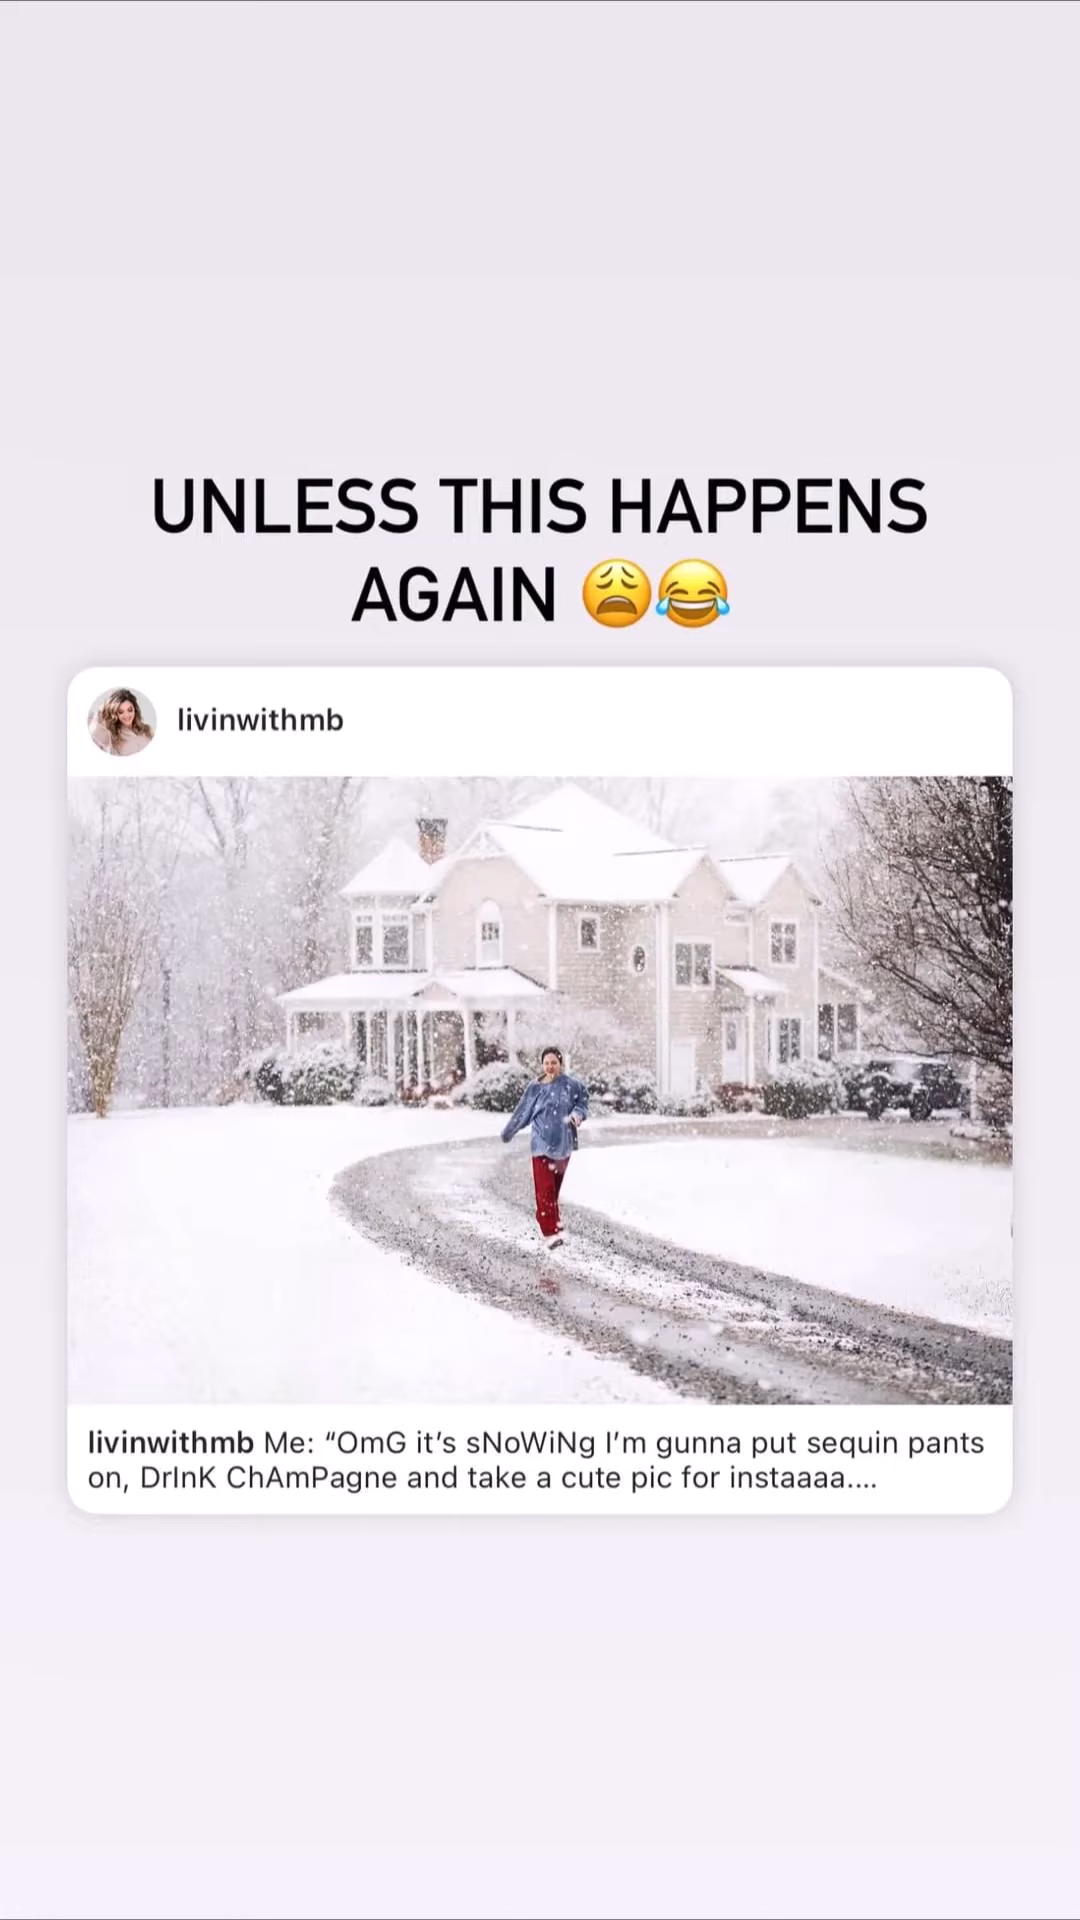 UNLESS THIS HAPPENS
AGAIN 😩😂
livinwithmb
livinwithmb Me: “OmG it’s sNoWiNg I’m gunna put sequin pants
on, DrInK ChAmPagne and take a cute pic for instaaaa....